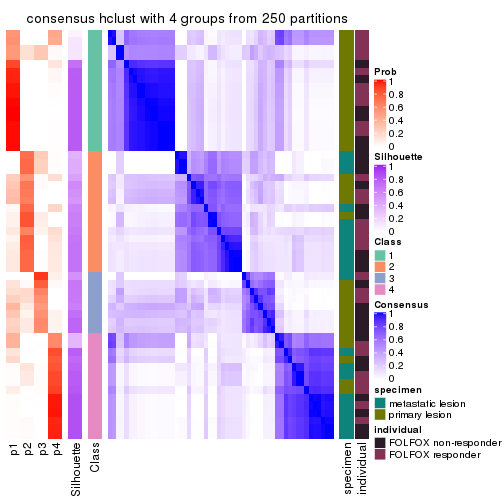 consensus hclust with 4 groups from 250 partitions
Prob
1
0.8
0.6
0.4
0.2
0
Silhouette
1
0.8
0.6
0.4
0.2
0
Class
1
2
3
4
Consensus
1
0.8
0.6
0.4
0.2
0
specimen
metastatic lesion
primary lesion
individual
FOLFOX non-responder
FOLFOX responder
p1
p2
p3
p4
Silhouette
Class
specimen
individual